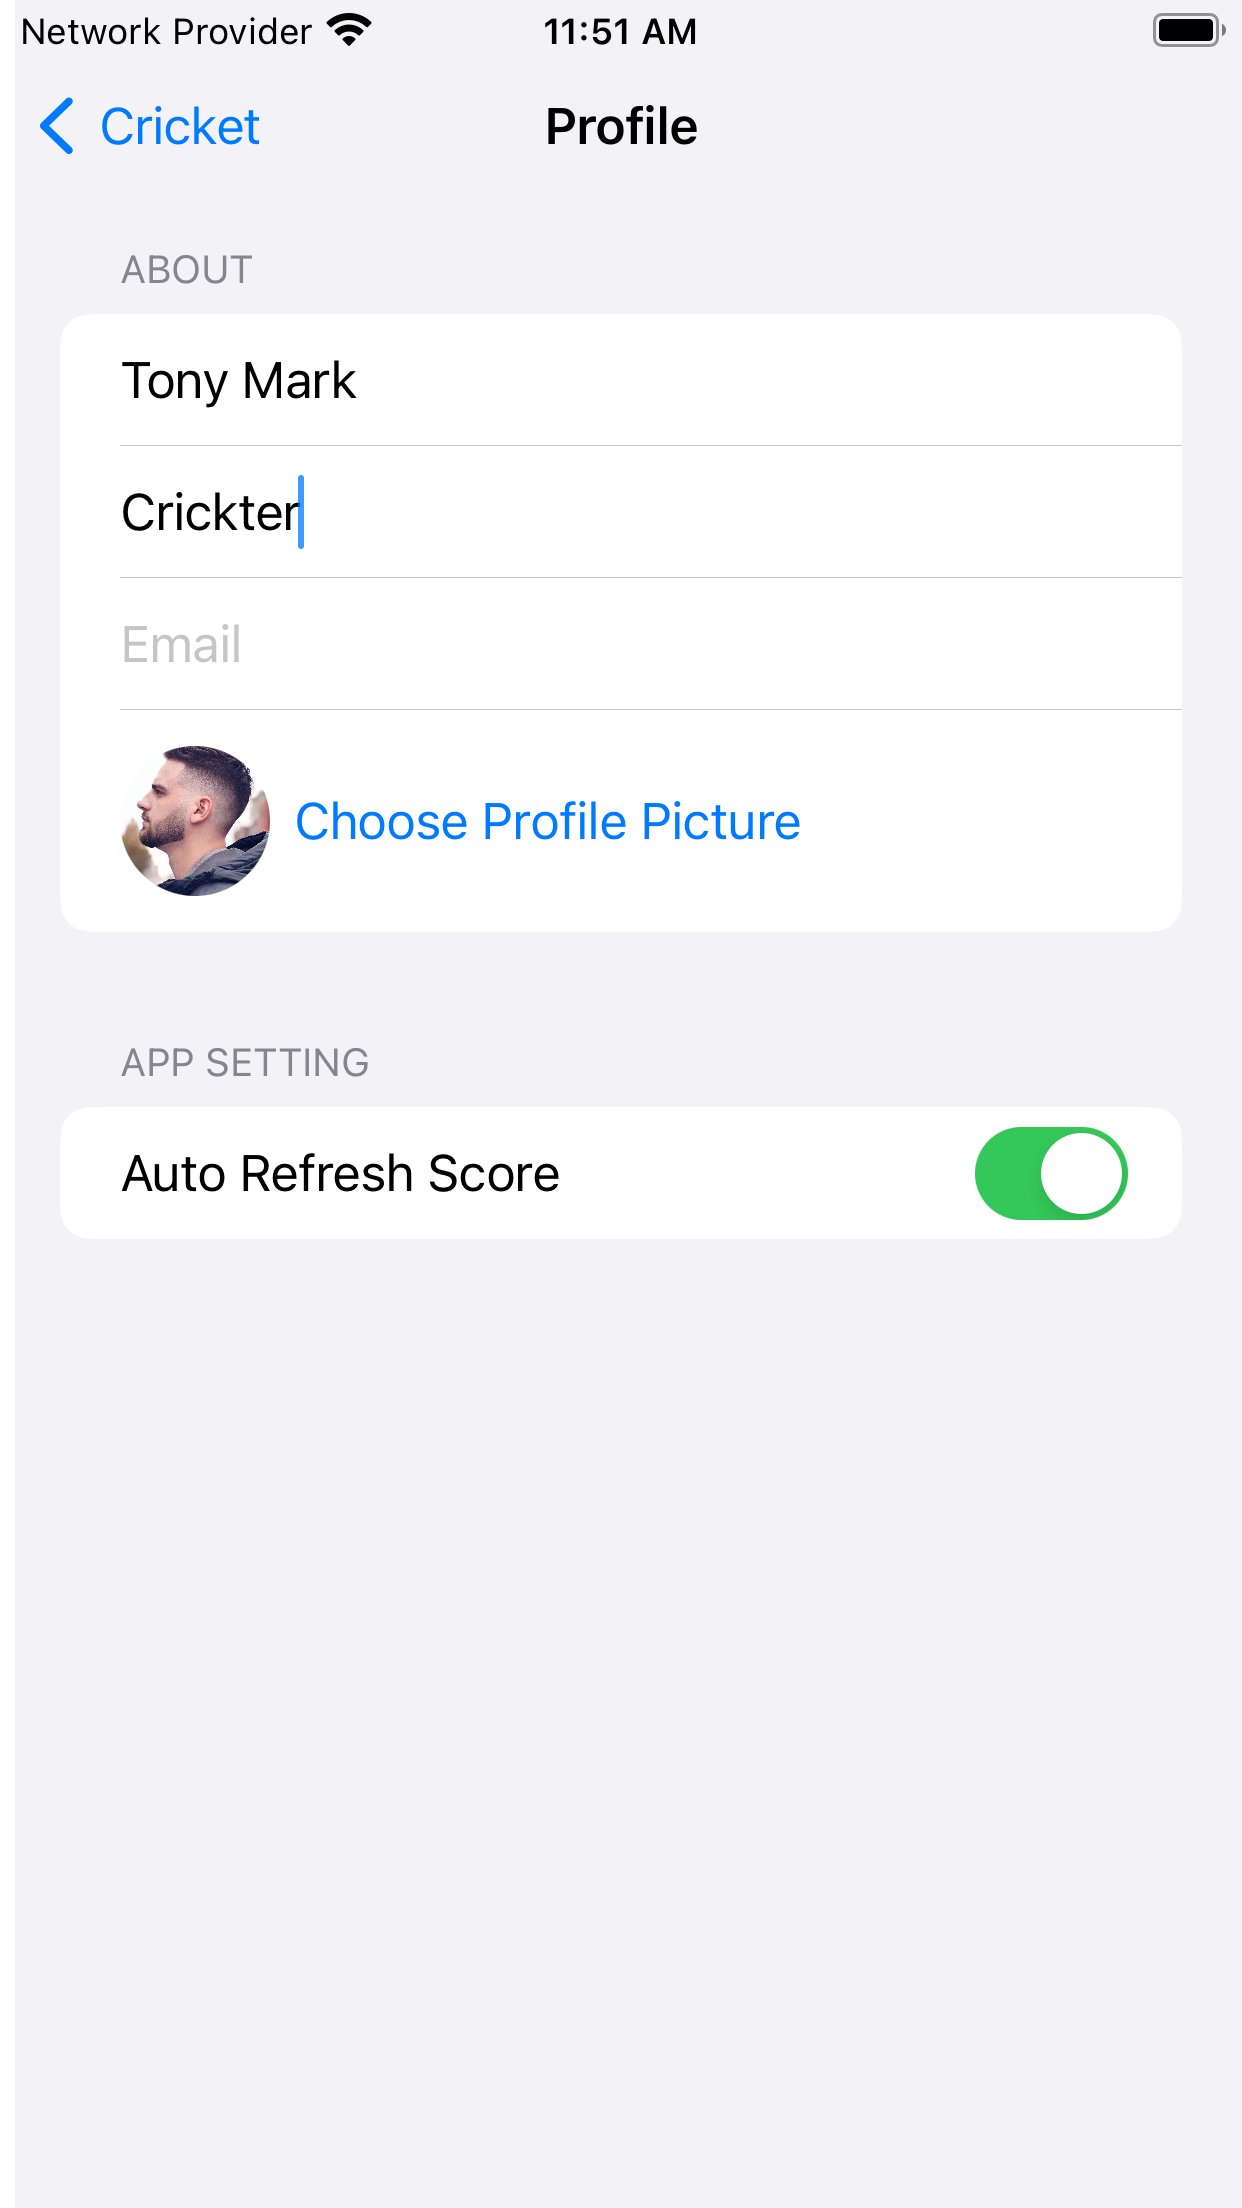 Network Provider 11:51 AM
Cricket Profile
ABOUT
Tony Mark
Crickter
Email
Choose Profile Picture
APP SETTING
Auto Refresh Score